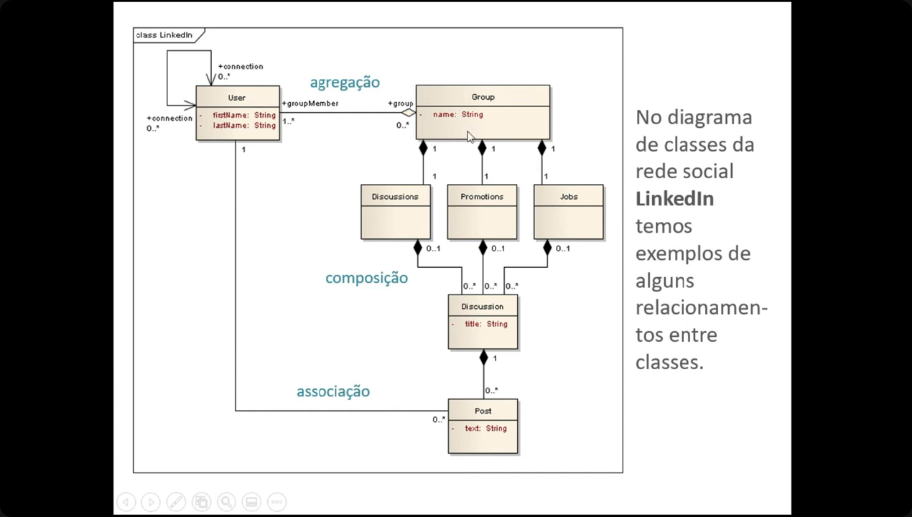 class LinkedIn
+connection
0..*
+connection
0..*
User
- firstName: String
- lastName: String
agregação
+groupMember
1..*
+group
0..*
Group
- name: String
1
1
1
1
1
1
1
Discussions
Promotions
Jobs
0..1
0..1
0..1
composição
0..*
0..*
0..*
Discussion
- title: String
1
0..*
associação
0..*
Post
- text: String
No diagrama
de classes da
rede social
LinkedIn
temos
exemplos de
alguns
relacionamen-
tos entre
classes.